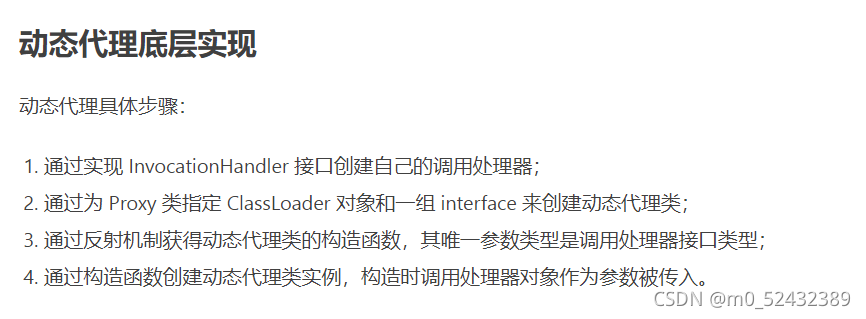 动态代理底层实现
动态代理具体步骤：
1. 通过实现 InvocationHandler 接口创建自己的调用处理器；
2. 通过为 Proxy 类指定 ClassLoader 对象和一组 interface 来创建动态代理类；
3. 通过反射机制获得动态代理类的构造函数，其唯一参数类型是调用处理器接口类型；
4. 通过构造函数创建动态代理类实例，构造时调用处理器对象作为参数被传入。
CSDN @m0_52432389